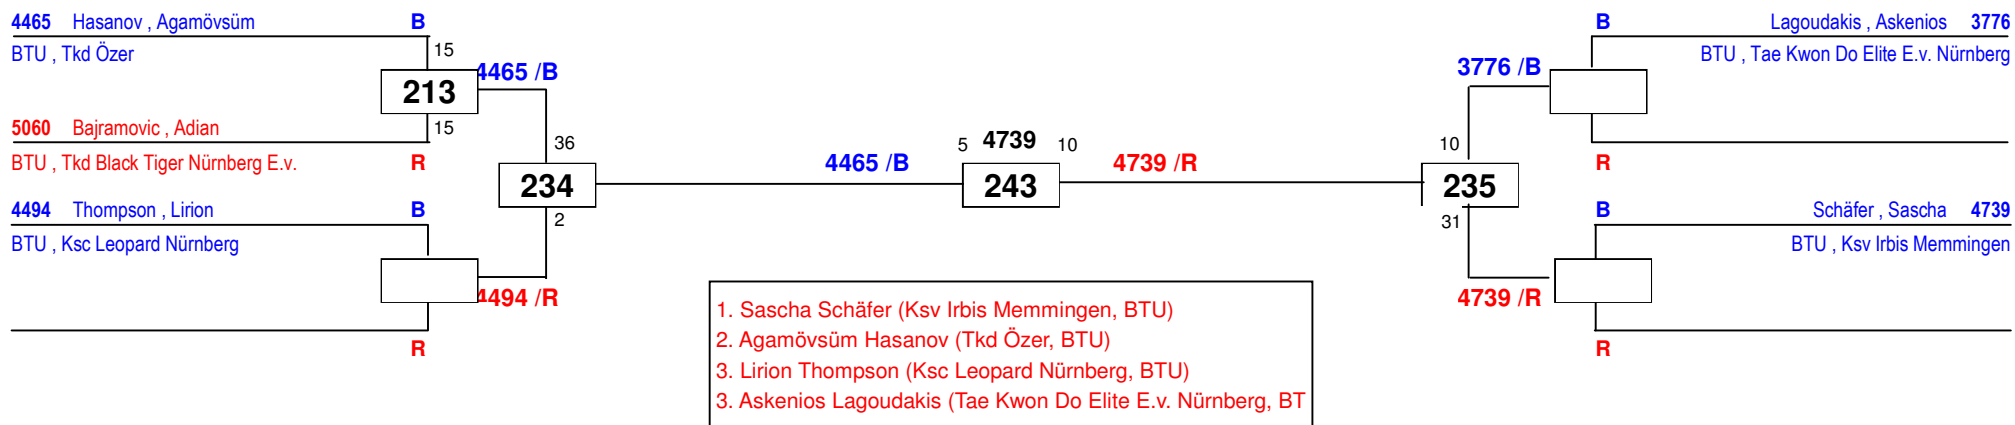 4465 Hasanov , Agamövsüm B
BTU , Tkd Özer
15
4465 /B
213
15
5060 Bajramovic , Adian
BTU , Tkd Black Tiger Nürnberg E.v. R
36
234
2
4494 Thompson , Lirion B
BTU , Ksc Leopard Nürnberg
4494 /R
R
4465 /B
5 4739 10
243
4739 /R
B Lagoudakis , Askenios 3776
BTU , Tae Kwon Do Elite E.v. Nürnberg
3776 /B
R
10
235
31
B Schäfer , Sascha 4739
BTU , Ksv Irbis Memmingen
4739 /R
R
1. Sascha Schäfer (Ksv Irbis Memmingen, BTU)
2. Agamövsüm Hasanov (Tkd Özer, BTU)
3. Lirion Thompson (Ksc Leopard Nürnberg, BTU)
3. Askenios Lagoudakis (Tae Kwon Do Elite E.v. Nürnberg, BT